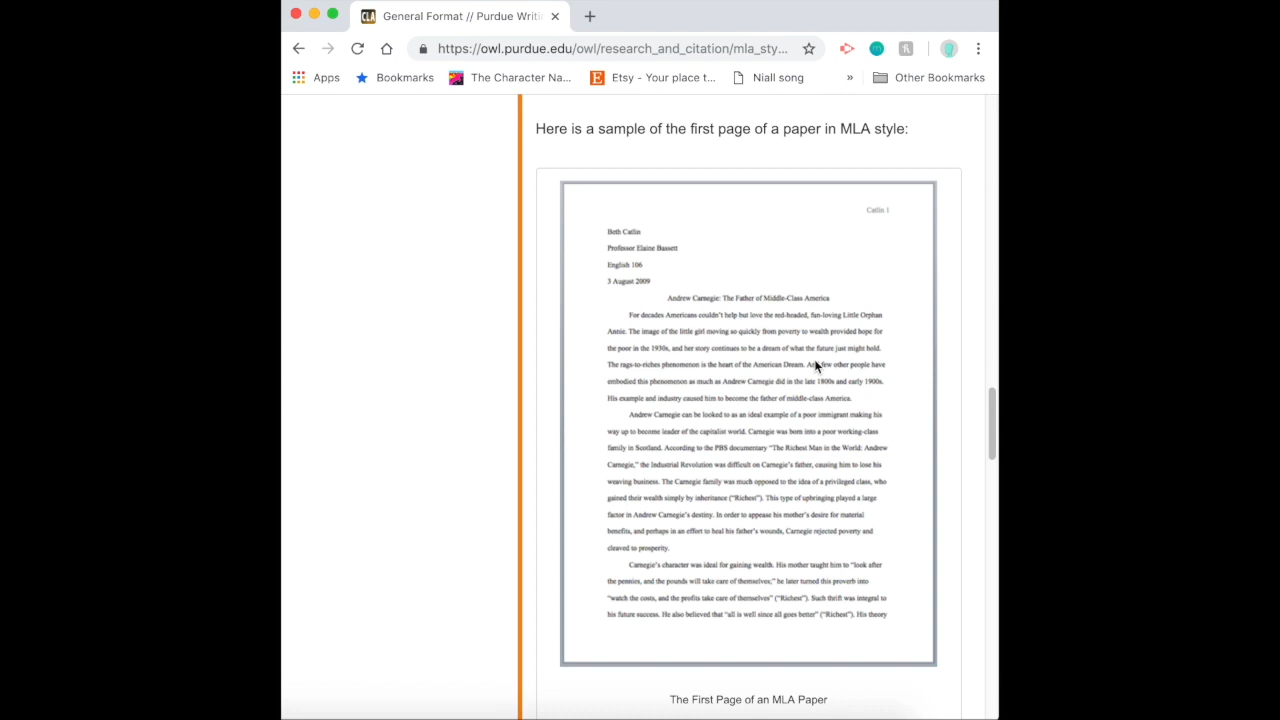 General Format // Purdue Writi
https://owl.purdue.edu/owl/research_and_citation/mla_sty...
Apps
Bookmarks
The Character Na...
Etsy - Your place t...
Niall song
»
Other Bookmarks
Here is a sample of the first page of a paper in MLA style:
Catlin 1
Beth Catlin
Professor Elaine Bassett
English 106
3 August 2009
Andrew Carnegie: The Father of Middle-Class America
For decades Americans couldn't help but love the red-headed, fun-loving Little Orphan
Annie. The image of the little girl moving so quickly from poverty to wealth provided hope for
the poor in the 1930s, and her story continues to be a dream of what the future just might hold.
The rags-to-riches phenomenon is the heart of the American Dream. few other people have
embodied this phenomenon as much as Andrew Carnegie did in the late 1800s and early 1900s.
His example and industry caused him to become the father of middle-class America.
Andrew Carnegie can be looked to as an ideal example of a poor immigrant making his
way up to become leader of the capitalist world. Carnegie was born into a poor working-class
family in Scotland. According to the PBS documentary “The Richest Man in the World: Andrew
Carnegie,” the Industrial Revolution was difficult on Carnegie's father, causing him to lose his
weaving business. The Carnegie family was much opposed to the idea of a privileged class, who
gained their wealth simply by inheritance (“Richest”). This type of upbringing played a large
factor in Andrew Carnegie's destiny. In order to appease his mother's desire for material
benefits, and perhaps in an effort to heal his father's wounds, Carnegie rejected poverty and
cleaved to prosperity.
Carnegie's character was ideal for gaining wealth. His mother taught him to “look after
the pennies, and the pounds will take care of themselves;” he later turned this proverb into
“watch the costs, and the profits take care of themselves” (“Richest”). Such thrift was integral to
his future success. He also believed that “all is well since all goes better” (“Richest”). His theory
The First Page of an MLA Paper